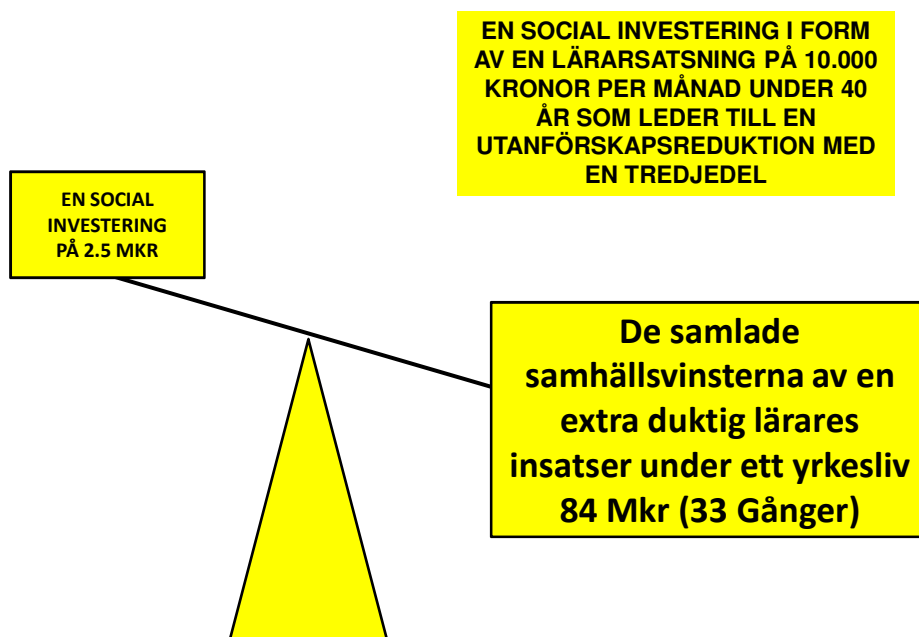 EN SOCIAL INVESTERING I FORM
AV EN LÄRARSATSNING PÅ 10.000
KRONOR PER MÅNAD UNDER 40
ÅR SOM LEDER TILL EN
UTANFÖRSKAPSREDUKTION MED
EN TREDJEDEL
EN SOCIAL
INVESTERING
PÅ 2.5 MKR
De samlade
samhällsvinsterna av en
extra duktig lärares
insatser under ett yrkesliv
84 Mkr (33 Gånger)